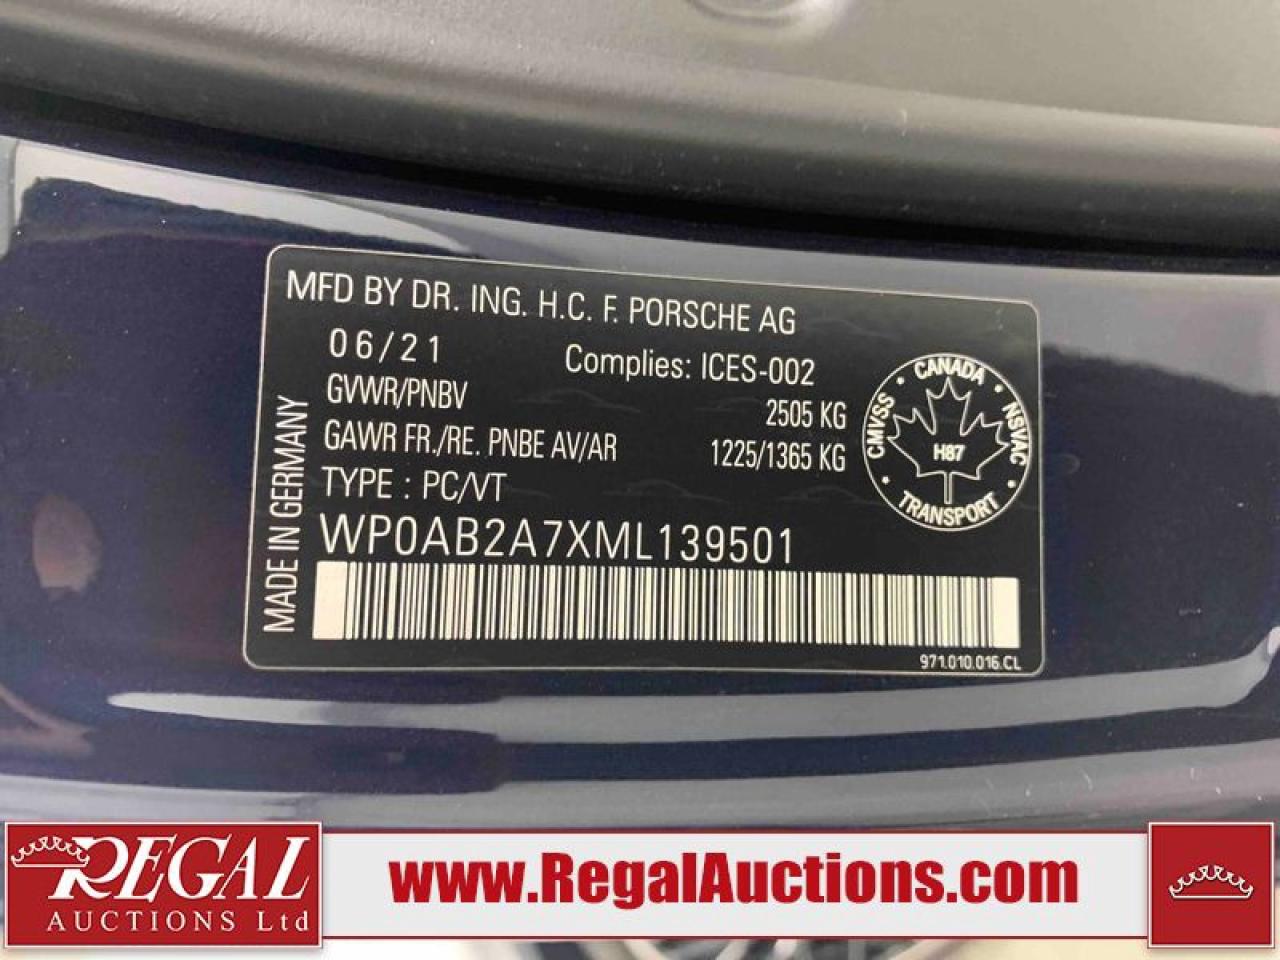 MFD BY DR. ING. H.C. F. PORSCHE AG
06/21
Complies: ICES-002
GVWR/PNBV 2505 KG
GAWR FR./RE. PNBE AV/AR 1225/1365 KG
TYPE : PC/VT
WP0AB2A7XML139501
MADE IN GERMANY
CANADA
CMVSS
NSVAC
H87
TRANSPORT
971.010.016.CL
REGAL
AUCTIONS Ltd
www.RegalAuctions.com